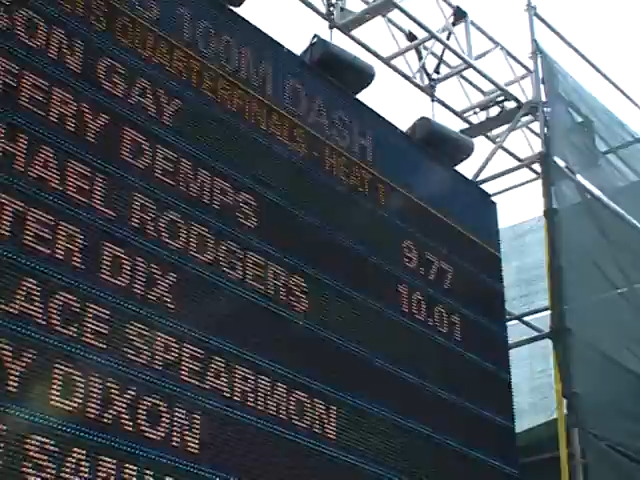 100M DASH
QUARTERFINALS - HEAT 1
SON GAY 9.77
FERY DEMPS 10.01
HAEL RODGERS
TER DIX
ACE SPEARMON
Y DIXON